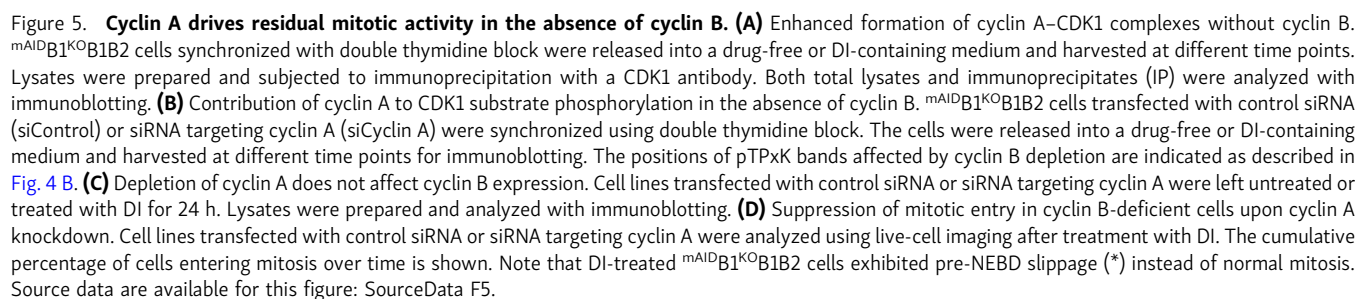 Figure 5. Cyclin A drives residual mitotic activity in the absence of cyclin B. (A) Enhanced formation of cyclin A–CDK1 complexes without cyclin B.
mAIDB1KOB1B2 cells synchronized with double thymidine block were released into a drug-free or DI-containing medium and harvested at different time points.
Lysates were prepared and subjected to immunoprecipitation with a CDK1 antibody. Both total lysates and immunoprecipitates (IP) were analyzed with
immunoblotting. (B) Contribution of cyclin A to CDK1 substrate phosphorylation in the absence of cyclin B. mAIDB1KOB1B2 cells transfected with control siRNA
(siControl) or siRNA targeting cyclin A (siCyclin A) were synchronized using double thymidine block. The cells were released into a drug-free or DI-containing
medium and harvested at different time points for immunoblotting. The positions of pTPxK bands affected by cyclin B depletion are indicated as described in
Fig. 4 B. (C) Depletion of cyclin A does not affect cyclin B expression. Cell lines transfected with control siRNA or siRNA targeting cyclin A were left untreated or
treated with DI for 24 h. Lysates were prepared and analyzed with immunoblotting. (D) Suppression of mitotic entry in cyclin B-deficient cells upon cyclin A
knockdown. Cell lines transfected with control siRNA or siRNA targeting cyclin A were analyzed using live-cell imaging after treatment with DI. The cumulative
percentage of cells entering mitosis over time is shown. Note that DI-treated mAIDB1KOB1B2 cells exhibited pre-NEBD slippage (*) instead of normal mitosis.
Source data are available for this figure: SourceData F5.